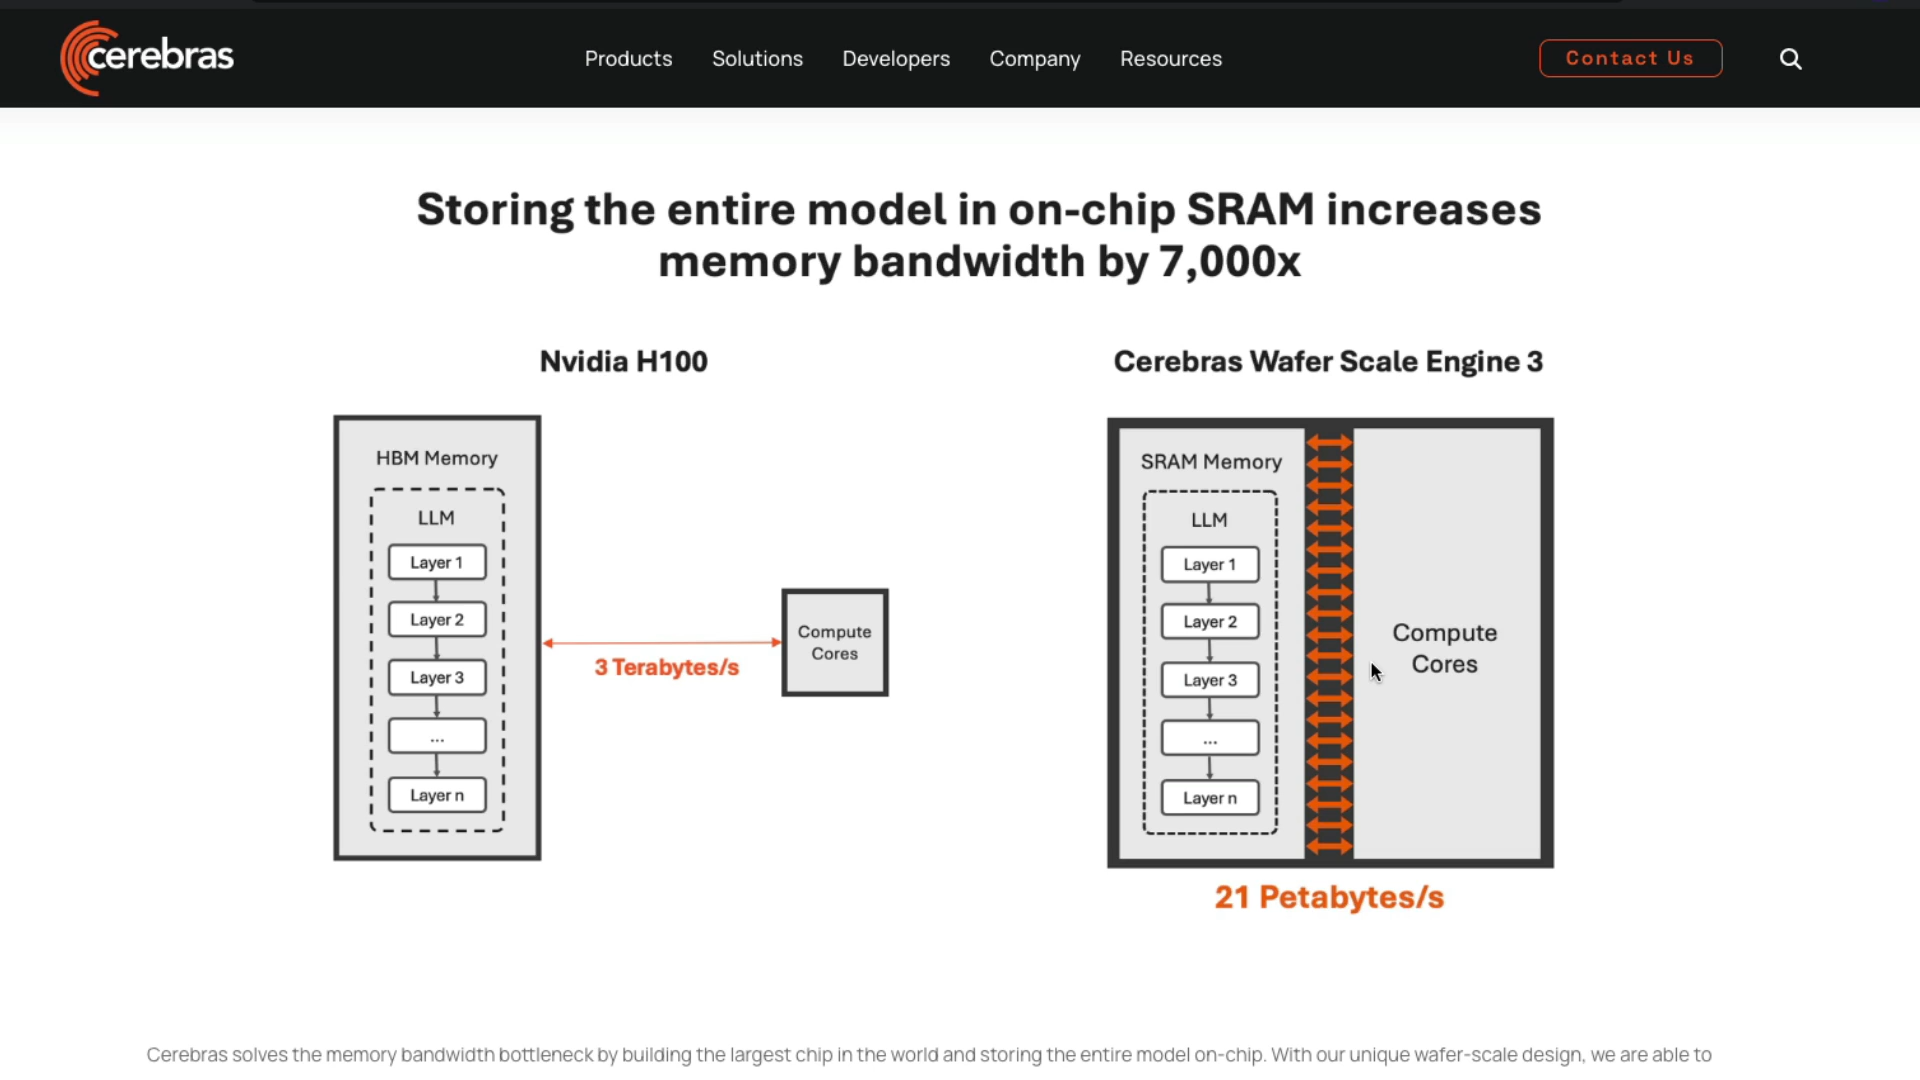 cerebras
Products
Solutions
Developers
Company
Resources
Contact Us
Storing the entire model in on-chip SRAM increases
memory bandwidth by 7,000x
Nvidia H100
HBM Memory
LLM
Layer 1
Layer 2
Layer 3
...
Layer n
3 Terabytes/s
Compute
Cores
Cerebras Wafer Scale Engine 3
SRAM Memory
LLM
Layer 1
Layer 2
Layer 3
...
Layer n
Compute
Cores
21 Petabytes/s
Cerebras solves the memory bandwidth bottleneck by building the largest chip in the world and storing the entire model on-chip. With our unique wafer-scale design, we are able to